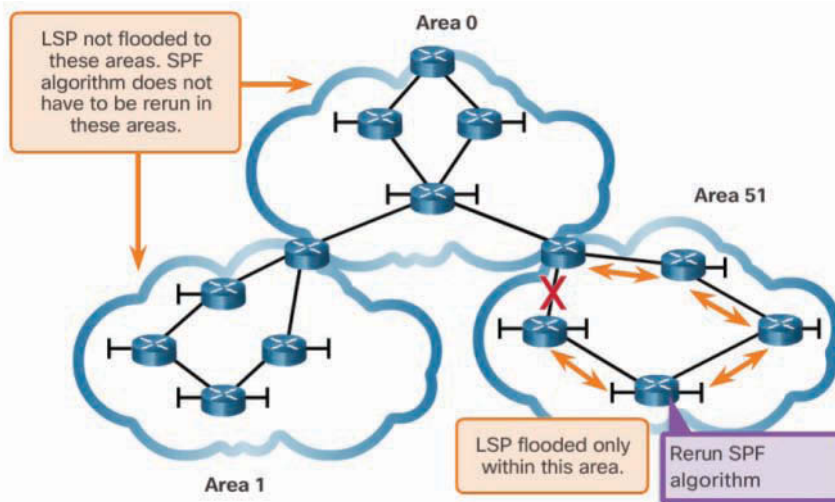 Area 0
LSP not flooded to
these areas. SPF
algorithm does not
have to be rerun in
these areas.
Area 51
X
LSP flooded only
within this area.
Rerun SPF
algorithm
Area 1